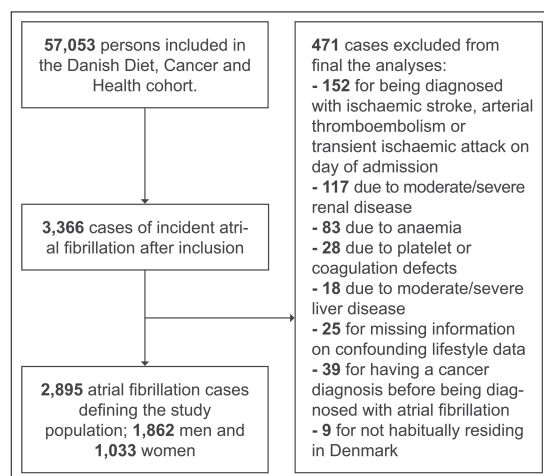 57,053 persons included in
the Danish Diet, Cancer and
Health cohort.
3,366 cases of incident atri-
al fibrillation after inclusion
2,895 atrial fibrillation cases
defining the study
population; 1,862 men and
1,033 women
471 cases excluded from
final the analyses:
- 152 for being diagnosed
with ischaemic stroke, arterial
thromboembolism or
transient ischaemic attack on
day of admission
- 117 due to moderate/severe
renal disease
- 83 due to anaemia
- 28 due to platelet or
coagulation defects
- 18 due to moderate/severe
liver disease
- 25 for missing information
on confounding lifestyle data
- 39 for having a cancer
diagnosis before being diag-
nosed with atrial fibrillation
- 9 for not habitually residing
in Denmark